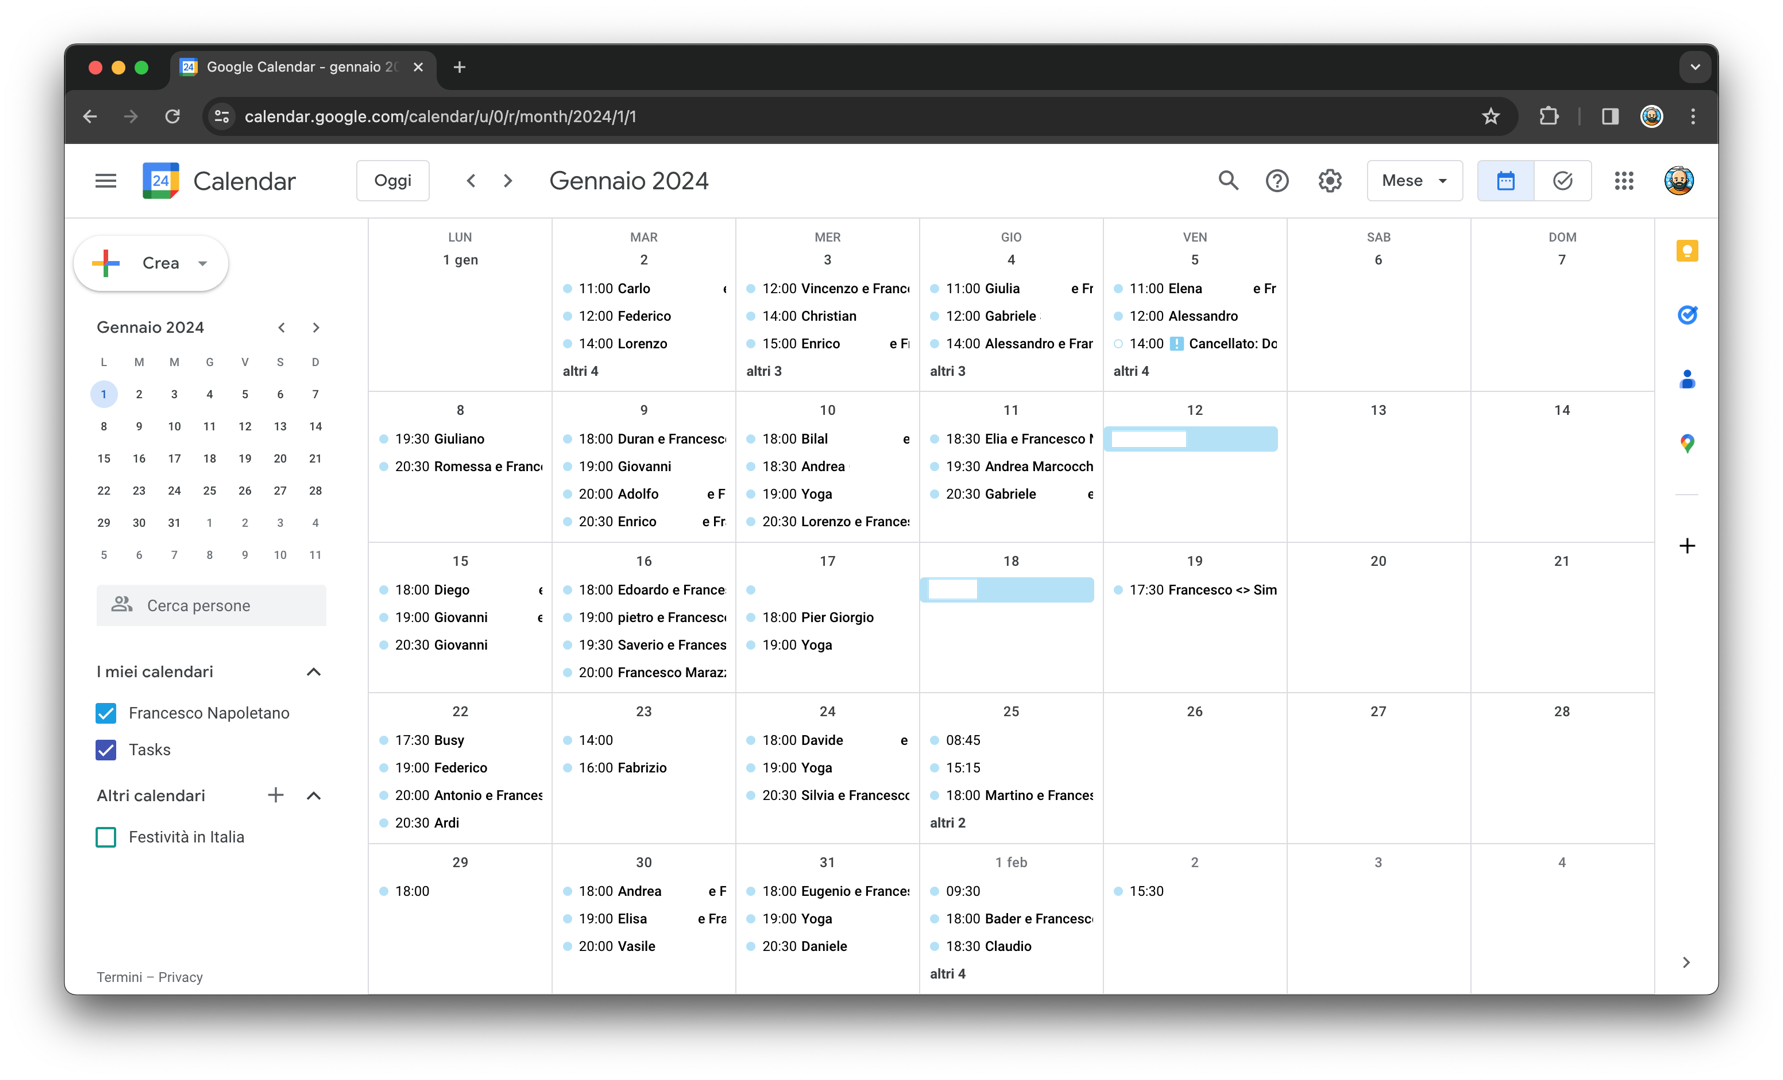 Google Calendar - gennaio 20
calendar.google.com/calendar/u/0/r/month/2024/1/1
24 Calendar
Oggi
Gennaio 2024
Mese
Crea
Gennaio 2024
L M M G V S D
1 2 3 4 5 6 7
8 9 10 11 12 13 14
15 16 17 18 19 20 21
22 23 24 25 26 27 28
29 30 31 1 2 3 4
5 6 7 8 9 10 11
Cerca persone
I miei calendari
Francesco Napoletano
Tasks
Altri calendari
Festività in Italia
Termini – Privacy
LUN MAR MER GIO VEN SAB DOM
1 gen
2
11:00 Carlo
12:00 Federico
14:00 Lorenzo
altri 4
3
12:00 Vincenzo e Franc
14:00 Christian
15:00 Enrico e F
altri 3
4
11:00 Giulia e Fr
12:00 Gabriele
14:00 Alessandro e Fran
altri 3
5
11:00 Elena e Fr
12:00 Alessandro
14:00 ! Cancellato: Do
altri 4
6
7
8
19:30 Giuliano
20:30 Romessa e Franc
9
18:00 Duran e Francesc
19:00 Giovanni
20:00 Adolfo e F
20:30 Enrico e Fr
10
18:00 Bilal e
18:30 Andrea
19:00 Yoga
20:30 Lorenzo e Frances
11
18:30 Elia e Francesco N
19:30 Andrea Marcocch
20:30 Gabriele e
12
13
14
15
18:00 Diego e
19:00 Giovanni e
20:30 Giovanni
16
18:00 Edoardo e France
19:00 pietro e Francesc
19:30 Saverio e Frances
20:00 Francesco Maraz
17
18:00 Pier Giorgio
19:00 Yoga
18
19
17:30 Francesco <> Sim
20
21
22
17:30 Busy
19:00 Federico
20:00 Antonio e Frances
20:30 Ardi
23
14:00
16:00 Fabrizio
24
18:00 Davide e
19:00 Yoga
20:30 Silvia e Francesco
25
08:45
15:15
18:00 Martino e Frances
altri 2
26
27
28
29
18:00
30
18:00 Andrea e F
19:00 Elisa e Fra
20:00 Vasile
31
18:00 Eugenio e Frances
19:00 Yoga
20:30 Daniele
1 feb
09:30
18:00 Bader e Francesc
18:30 Claudio
altri 4
2
15:30
3
4